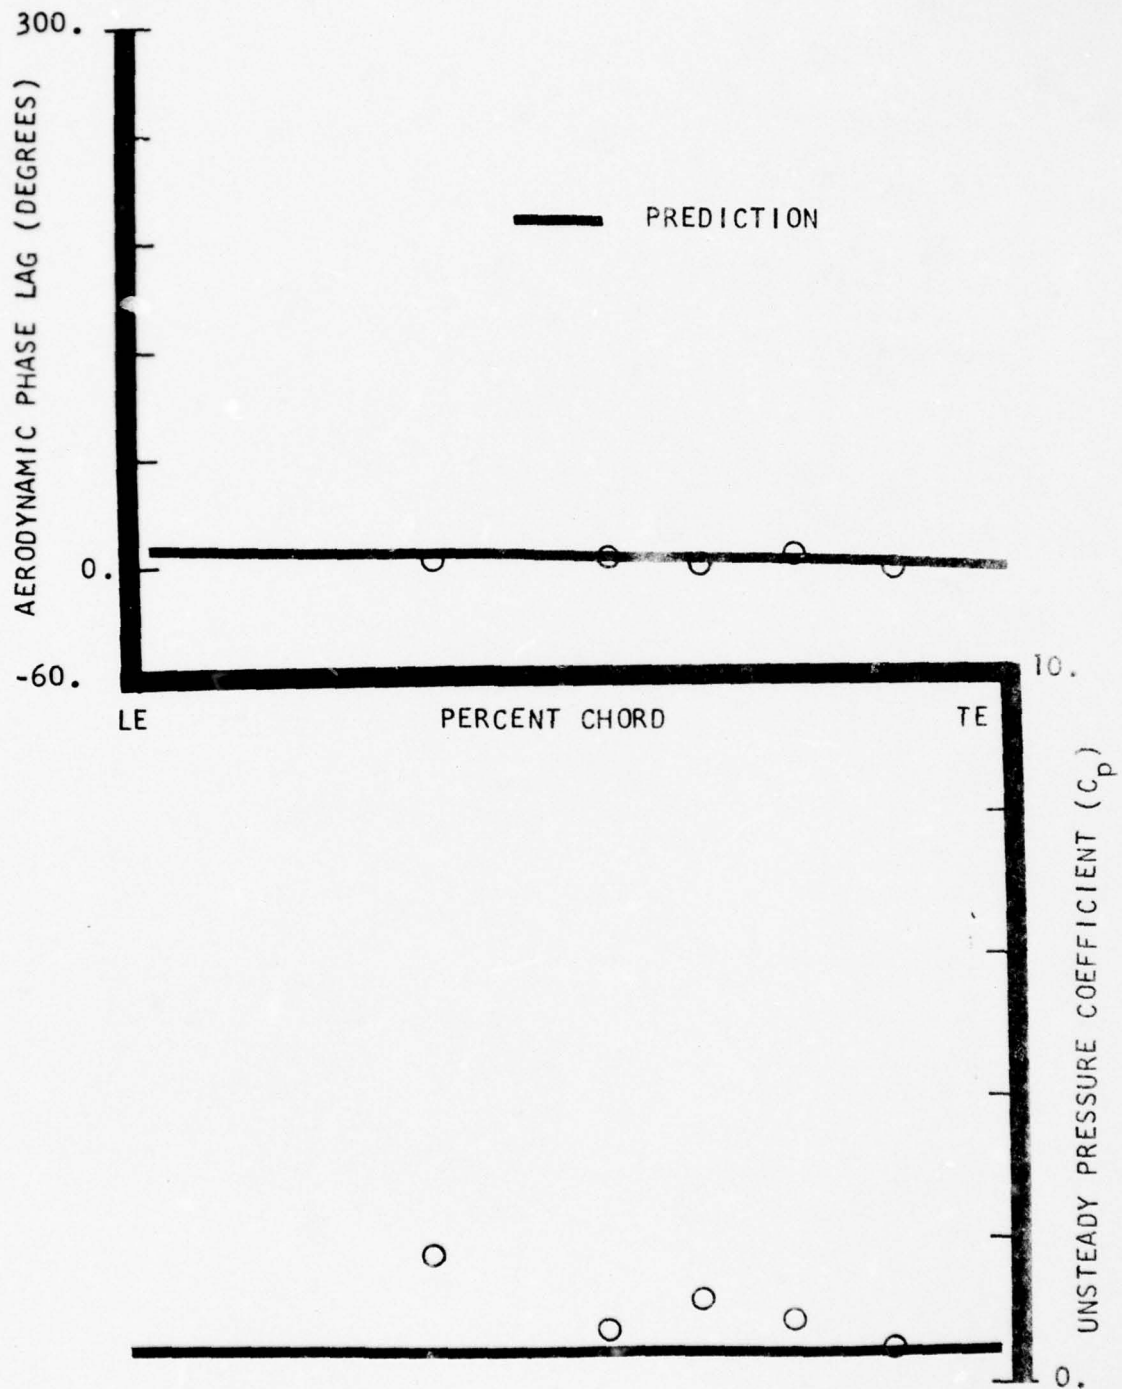 300.
AERODYNAMIC PHASE LAG (DEGREES)
PREDICTION
0.
-60.
10.
LE
PERCENT CHORD
TE
UNSTEADY PRESSURE COEFFICIENT (Cp)
0.